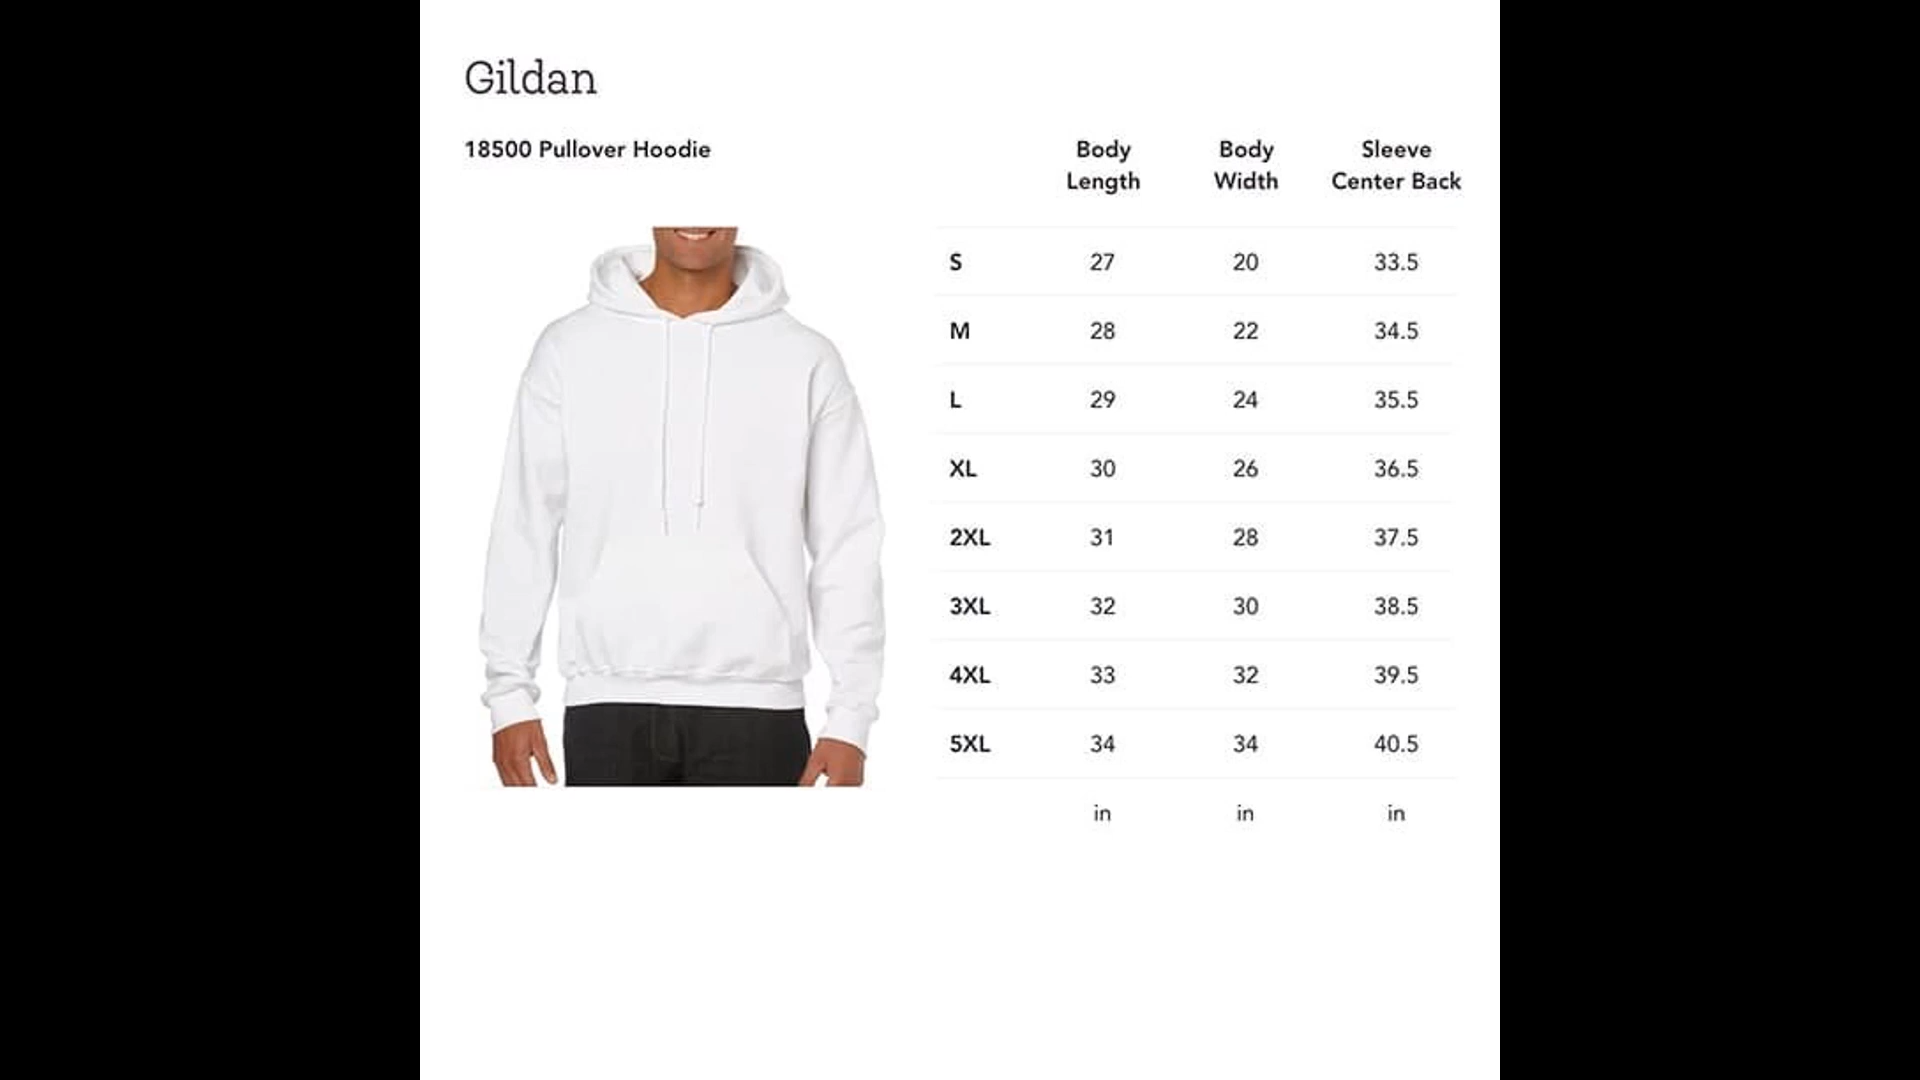 Gildan
18500 Pullover Hoodie
Body Length Body Width Sleeve Center Back
S 27 20 33.5
M 28 22 34.5
L 29 24 35.5
XL 30 26 36.5
2XL 31 28 37.5
3XL 32 30 38.5
4XL 33 32 39.5
5XL 34 34 40.5
in in in